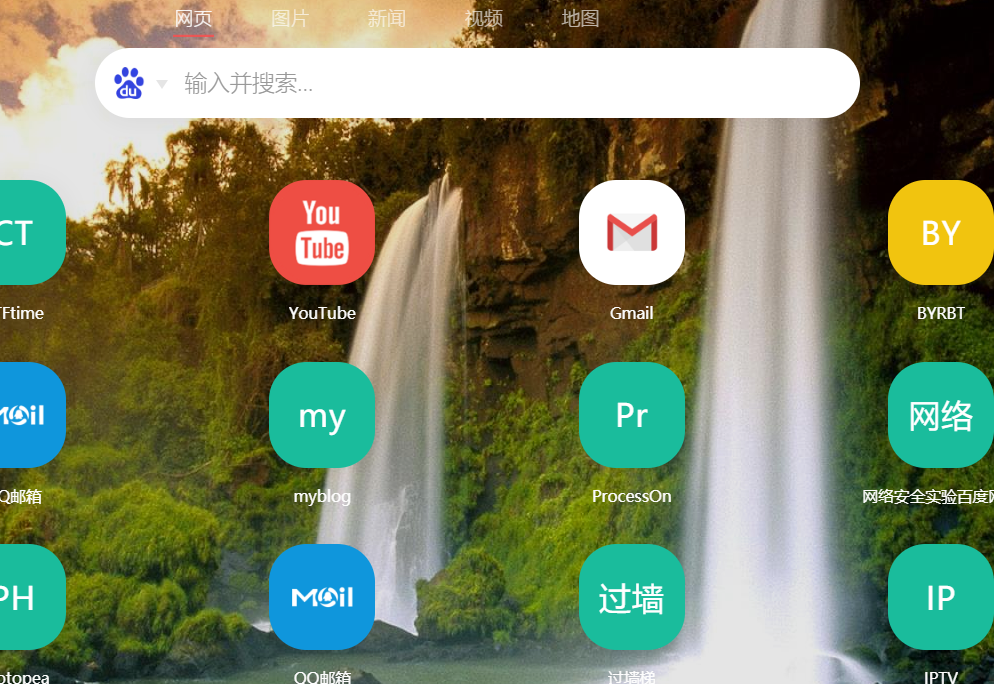 网页 图片 新闻 视频 地图
du 输入并搜索...
CT You Tube BY
Ftime YouTube Gmail BYRBT
Mail my Pr 网络
Q邮箱 myblog ProcessOn 网络安全实验百度网
PH Mail 过墙 IP
otopea QQ邮箱 过墙梯 IPTV